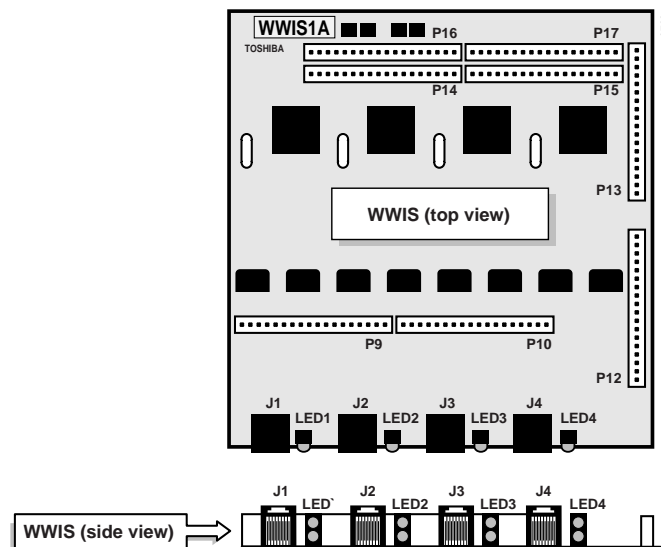 WWIS1A
TOSHIBA
P16 P17
P14 P15
P13
WWIS (top view)
P9 P10
P12
J1 J2 J3 J4
LED1 LED2 LED3 LED4
J1 J2 J3 J4
LED` LED2 LED3 LED4
WWIS (side view)